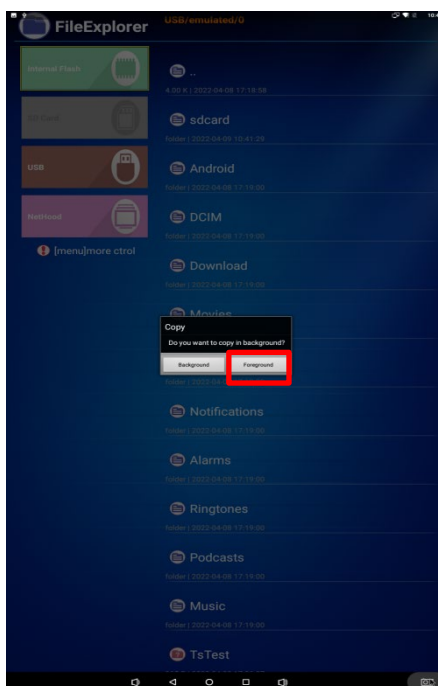 FileExplorer
USB/emulated/0
Internal Flash
USB
NetHood
[menu]more ctrol
..
4.00 K | 2022-04-08 17:18:58
sdcard
folder | 2022-04-09 10:41:29
Android
folder | 2022-04-08 17:19:00
DCIM
folder | 2022-04-08 17:19:00
Download
folder | 2022-04-08 17:19:00
Movies
Copy
Do you want to copy in background?
Background
Foreground
Notifications
folder | 2022-04-08 17:19:00
Alarms
folder | 2022-04-08 17:19:00
Ringtones
folder | 2022-04-08 17:19:00
Podcasts
folder | 2022-04-08 17:19:00
Music
folder | 2022-04-08 17:19:00
TsTest